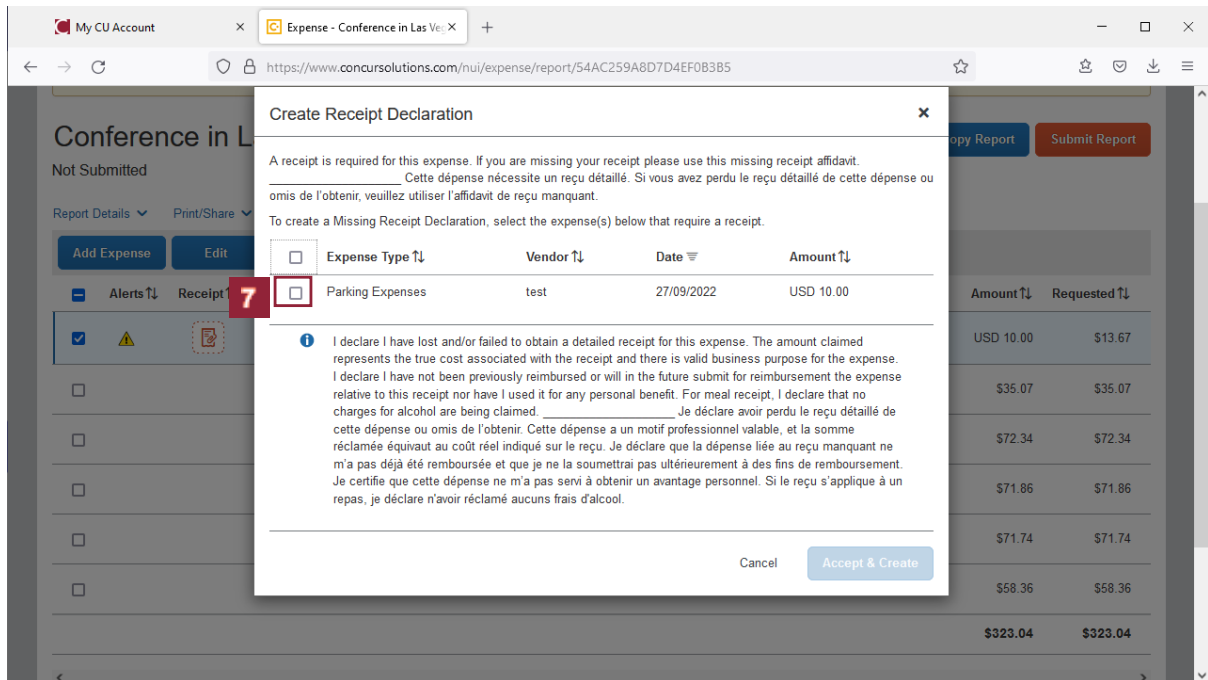 My CU Account
Expense - Conference in Las Veg
https://www.concursolutions.com/nui/expense/report/54AC259A8D7D4EF0B3B5
Conference in L
Not Submitted
opy Report
Submit Report
Report Details
Print/Share
Add Expense
Edit
Alerts
Receipt
Amount
Requested
USD 10.00
$13.67
$35.07
$35.07
$72.34
$72.34
$71.86
$71.86
$71.74
$71.74
$58.36
$58.36
$323.04
$323.04
Create Receipt Declaration
A receipt is required for this expense. If you are missing your receipt please use this missing receipt affidavit.
____________________ Cette dépense nécessite un reçu détaillé. Si vous avez perdu le reçu détaillé de cette dépense ou
omis de l'obtenir, veuillez utiliser l'affidavit de reçu manquant.
To create a Missing Receipt Declaration, select the expense(s) below that require a receipt.
Expense Type
Vendor
Date
Amount
7
Parking Expenses
test
27/09/2022
USD 10.00
I declare I have lost and/or failed to obtain a detailed receipt for this expense. The amount claimed
represents the true cost associated with the receipt and there is valid business purpose for the expense.
I declare I have not been previously reimbursed or will in the future submit for reimbursement the expense
relative to this receipt nor have I used it for any personal benefit. For meal receipt, I declare that no
charges for alcohol are being claimed. ____________________ Je déclare avoir perdu le reçu détaillé de
cette dépense ou omis de l'obtenir. Cette dépense a un motif professionnel valable, et la somme
réclamée équivaut au coût réel indiqué sur le reçu. Je déclare que la dépense liée au reçu manquant ne
m'a pas déjà été remboursée et que je ne la soumettrai pas ultérieurement à des fins de remboursement.
Je certifie que cette dépense ne m'a pas servi à obtenir un avantage personnel. Si le reçu s'applique à un
repas, je déclare n'avoir réclamé aucuns frais d'alcool.
Cancel
Accept & Create